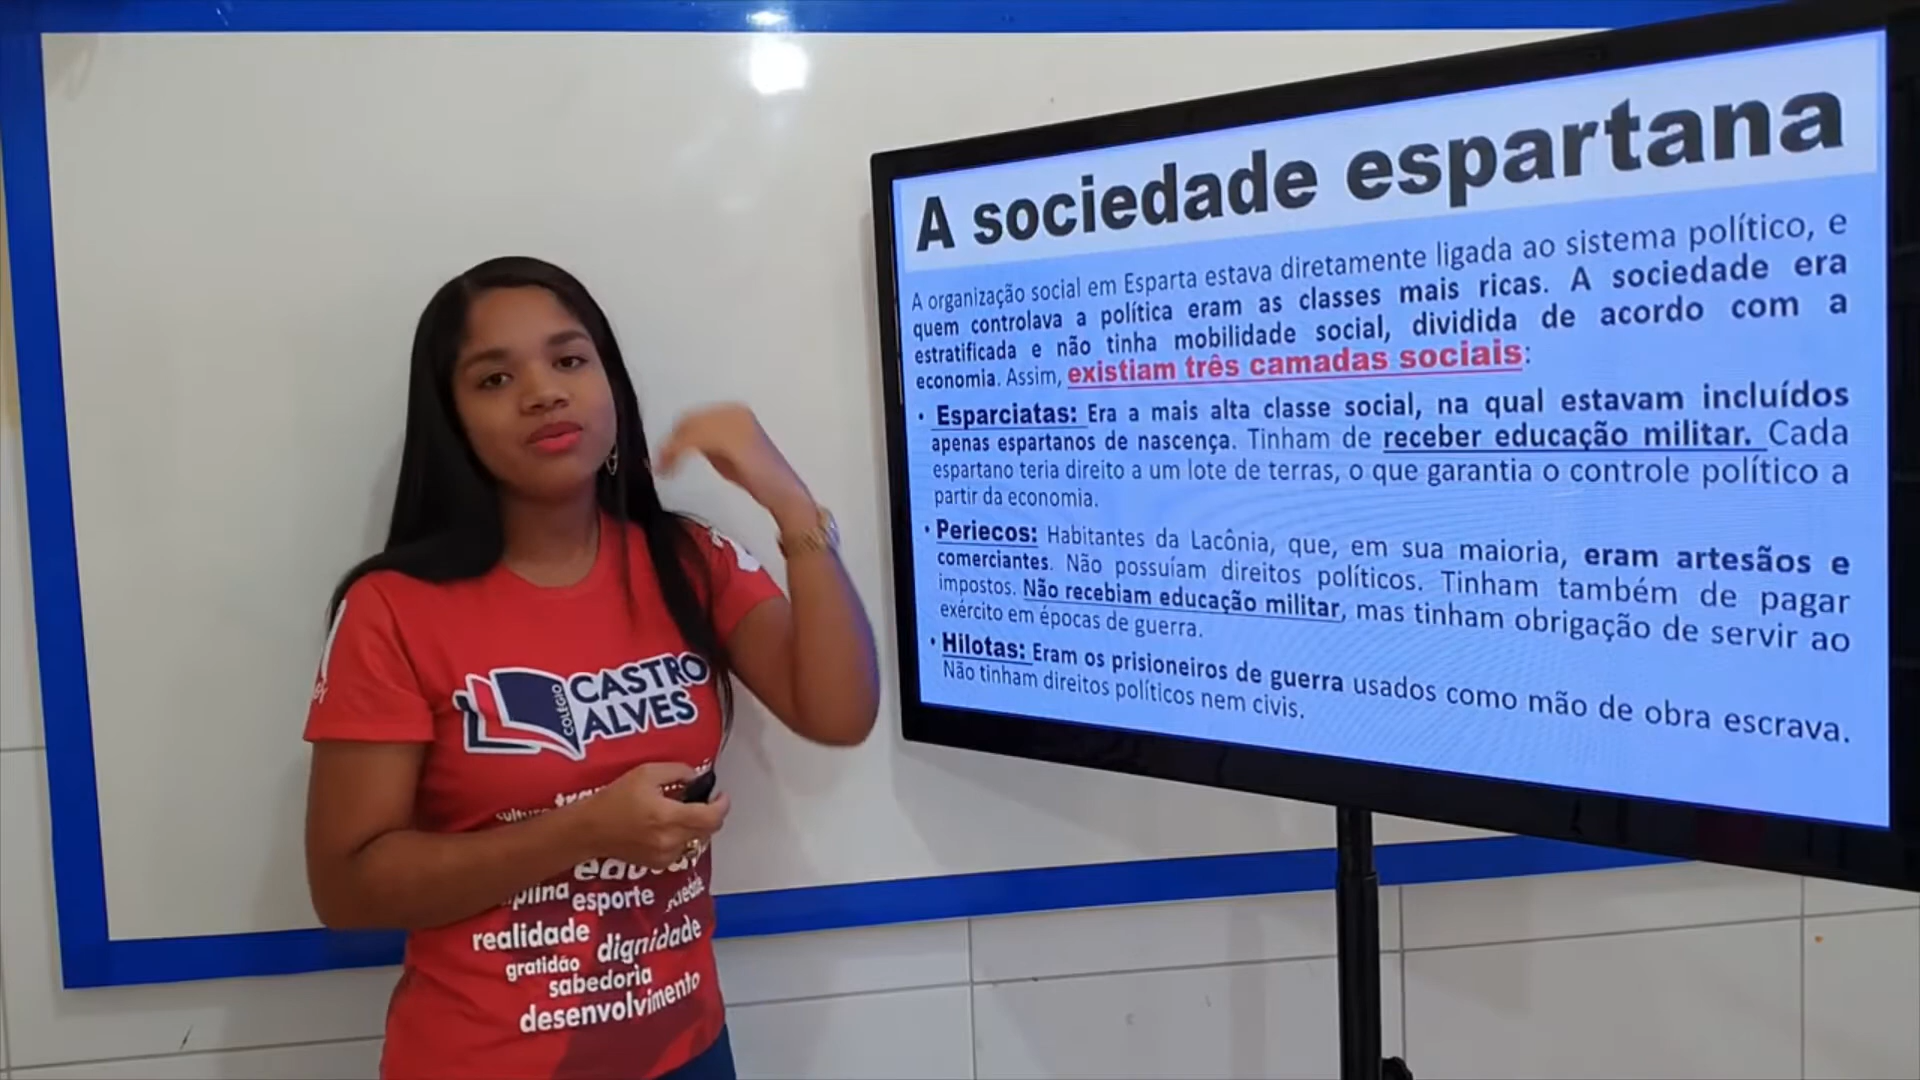 A sociedade espartana
A organização social em Esparta estava diretamente ligada ao sistema político, e
quem controlava a política eram as classes mais ricas. A sociedade era
estratificada e não tinha mobilidade social, dividida de acordo com a
economia. Assim, existiam três camadas sociais:
• Esparciatas: Era a mais alta classe social, na qual estavam incluídos
apenas espartanos de nascença. Tinham de receber educação militar. Cada
espartano teria direito a um lote de terras, o que garantia o controle político a
partir da economia.
• Periecos: Habitantes da Lacônia, que, em sua maioria, eram artesãos e
comerciantes. Não possuíam direitos políticos. Tinham também de pagar
impostos. Não recebiam educação militar, mas tinham obrigação de servir ao
exército em épocas de guerra.
• Hilotas: Eram os prisioneiros de guerra usados como mão de obra escrava.
Não tinham direitos políticos nem civis.
COLÉGIO
CASTRO
ALVES
esporte
realidade
dignidade
gratidão
sabedoria
desenvolvimento